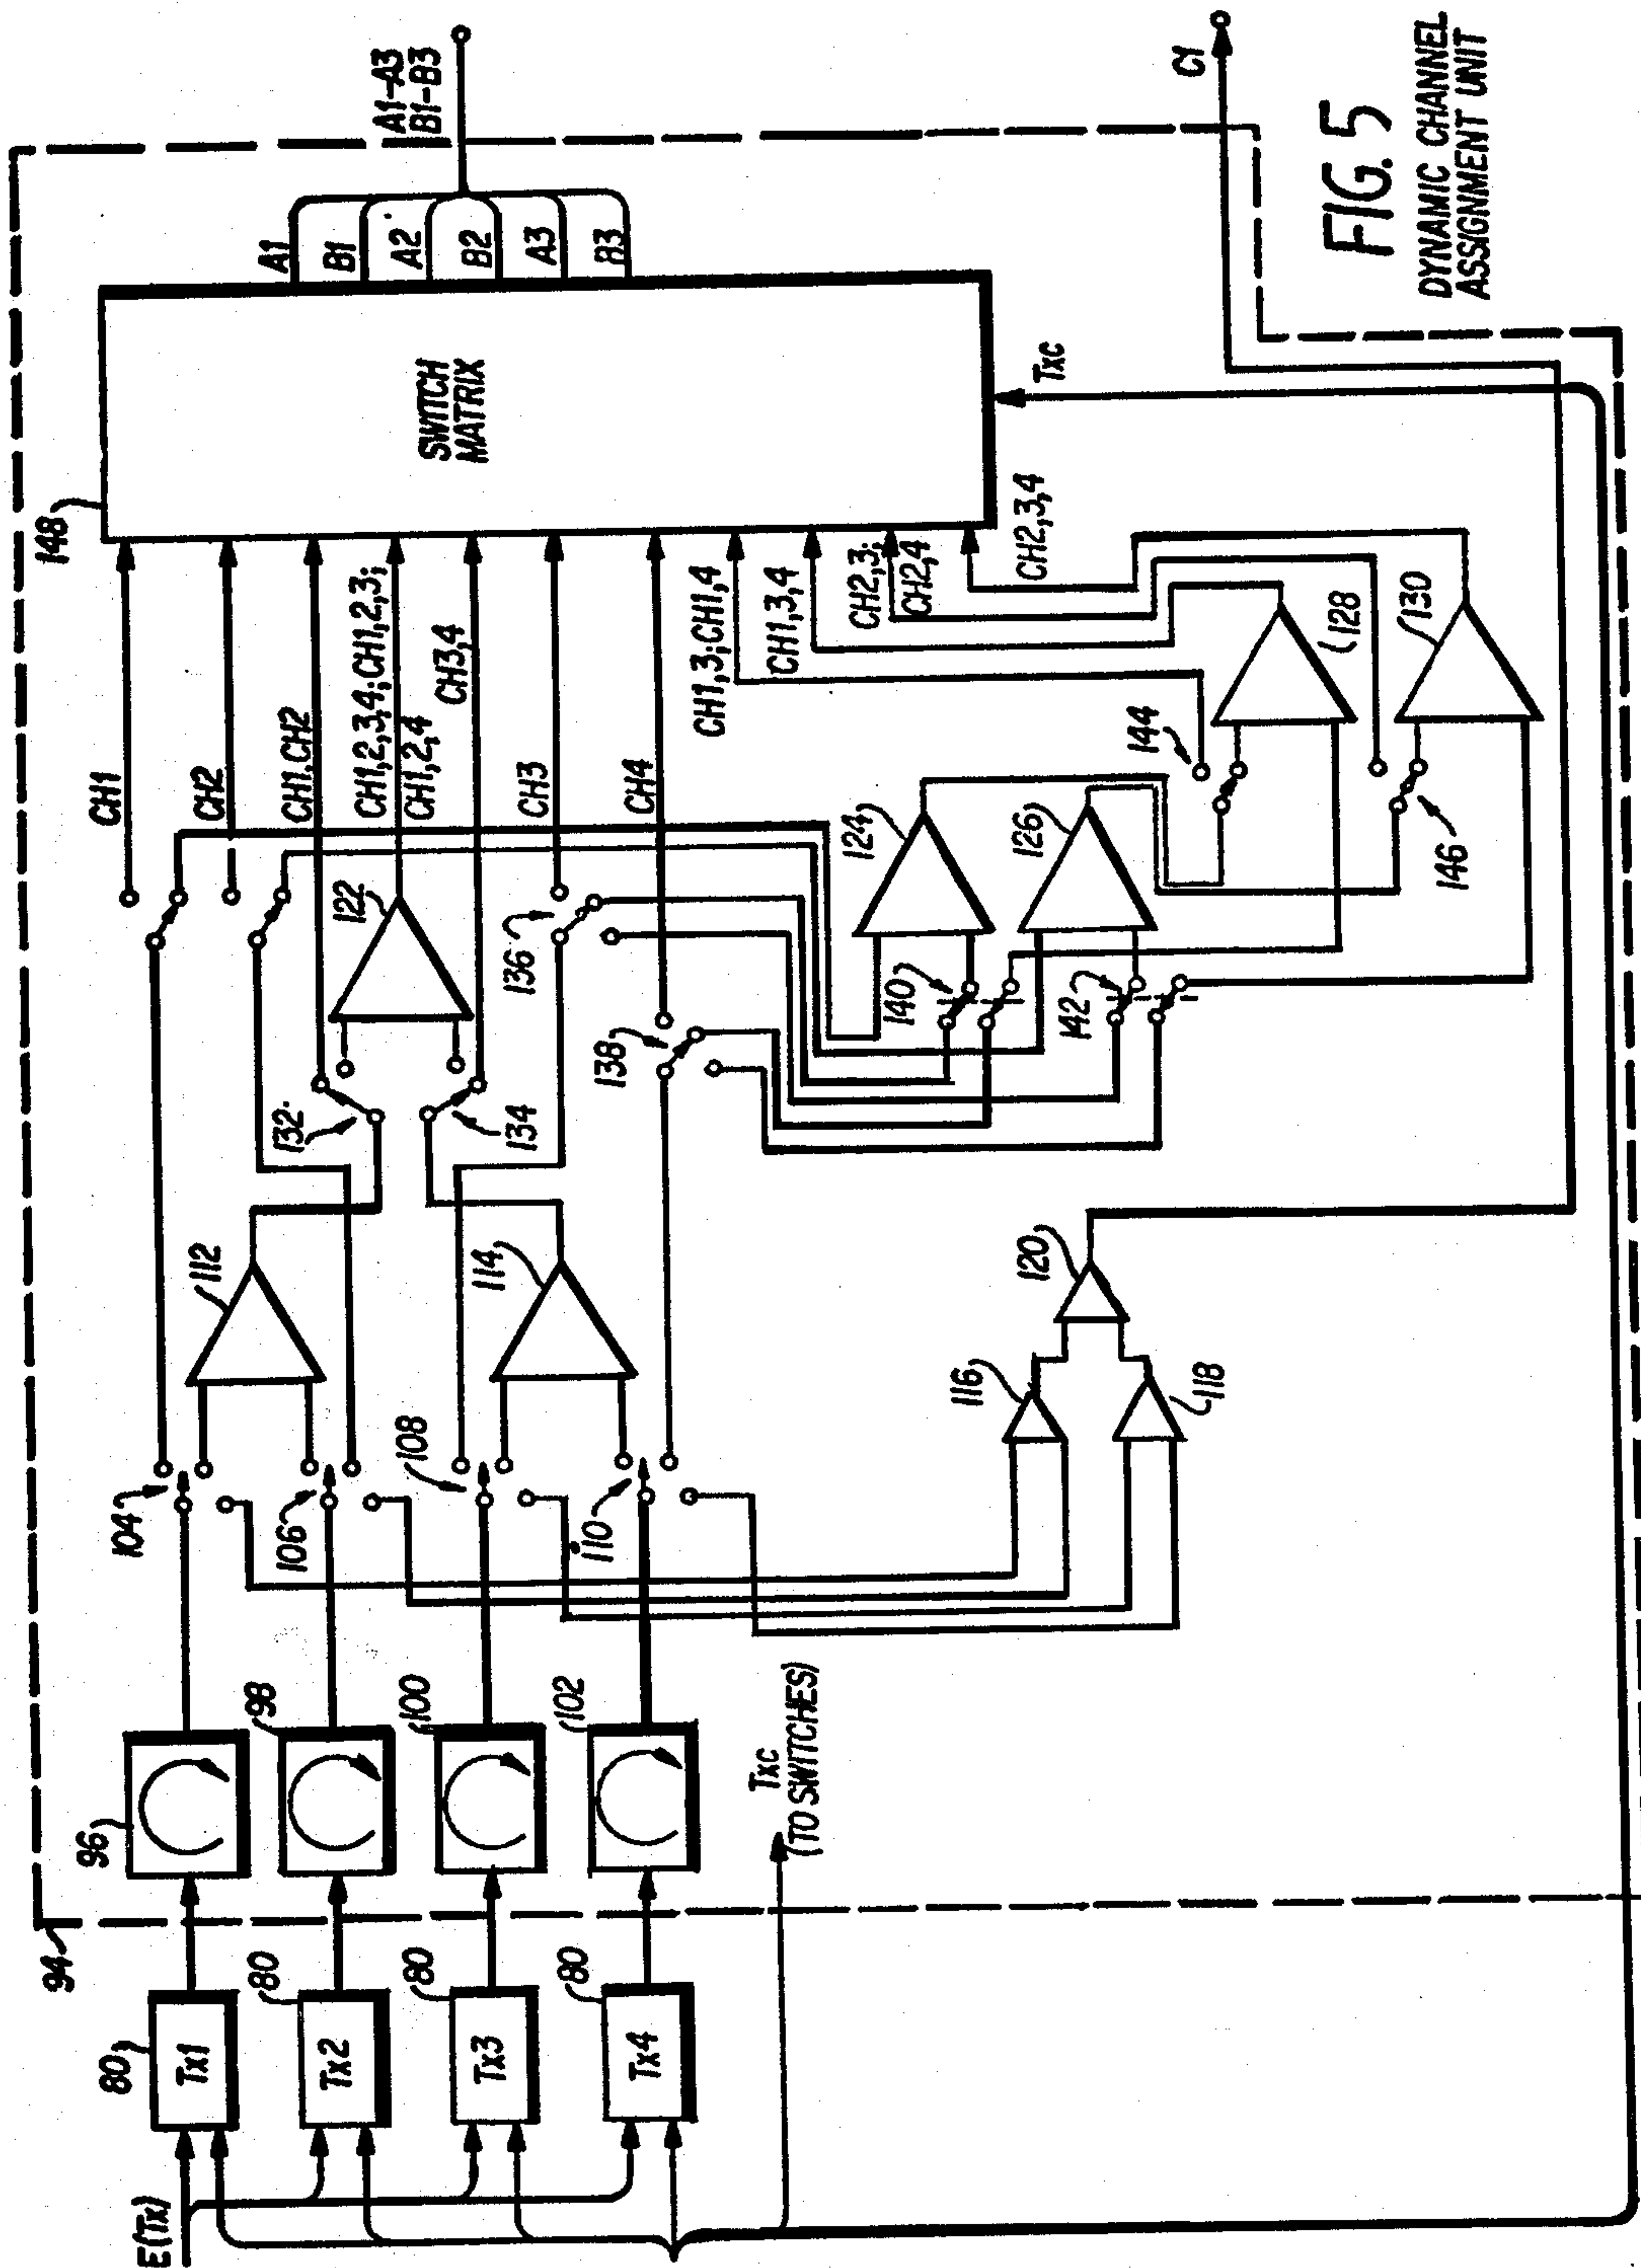 E(Tx)
80
Tx1
80
Tx2
80
Tx3
80
Tx4
94
96
98
100
102
Txc
(TO SWITCHES)
104
106
108
110
112
114
116
118
120
132
134
122
136
138
140
142
124
126
144
146
128
130
CH1
CH2
CH1,CH2
CH1,2,3,4;CH1,2,3;
CH1,2,4
CH3,4
CH3
CH4
CH1,3;CH1,4
CH1,3,4
CH2,3;
CH2,4
CH2,3,4
148
SWITCH
MATRIX
Txc
A1
B1
A2
B2
A3
B3
A1-A3
B1-B3
C1
FIG. 5
DYNAMIC CHANNEL
ASSIGNMENT UNIT